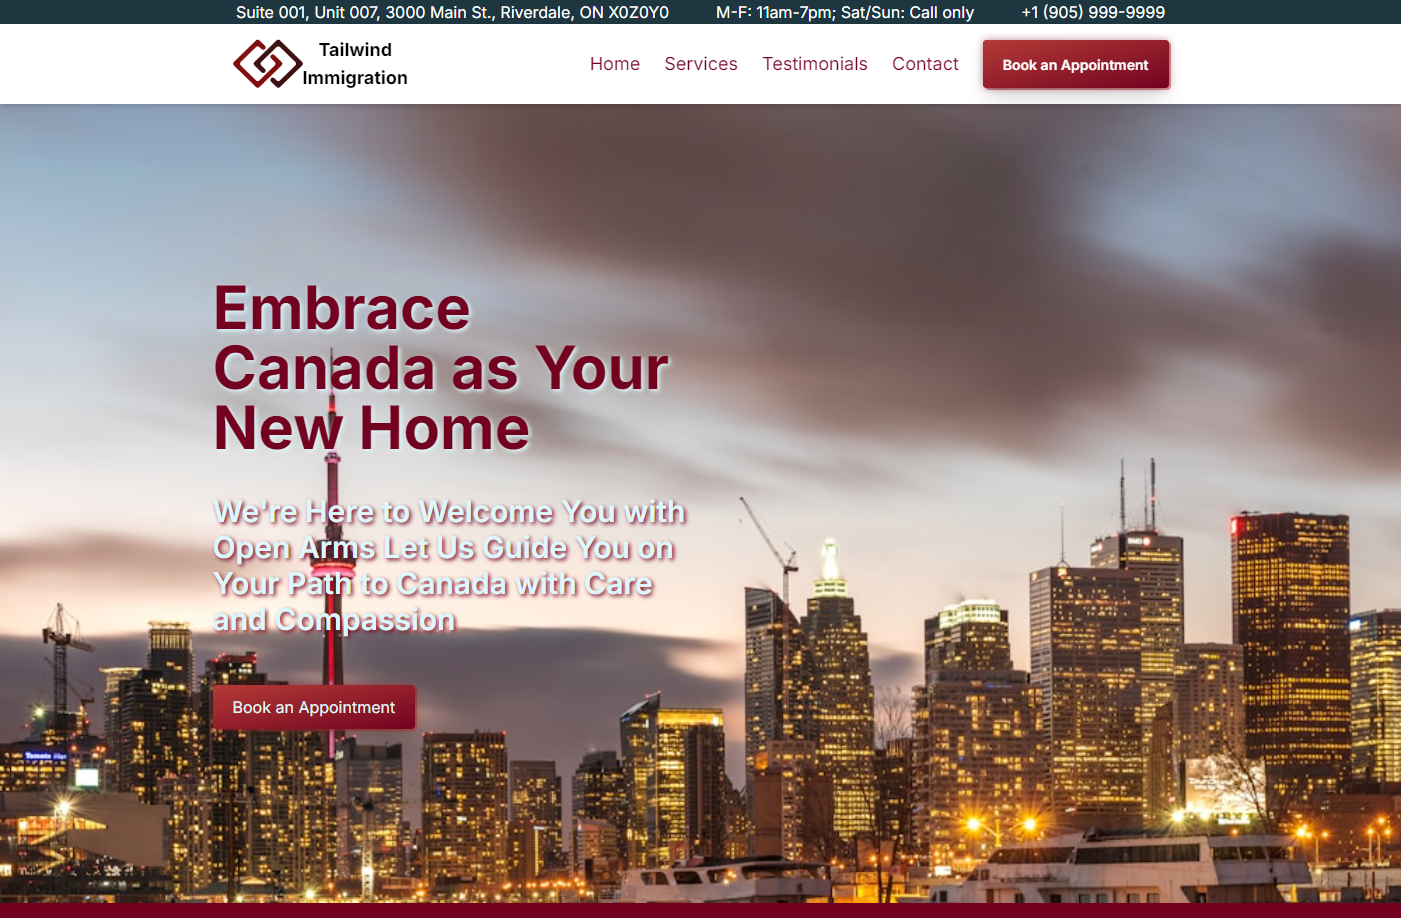 Suite 001, Unit 007, 3000 Main St., Riverdale, ON X0Z0Y0 M-F: 11am-7pm; Sat/Sun: Call only +1 (905) 999-9999
Tailwind
Immigration
Home Services Testimonials Contact Book an Appointment
Embrace
Canada as Your
New Home
We're Here to Welcome You with
Open Arms Let Us Guide You on
Your Path to Canada with Care
and Compassion
Book an Appointment